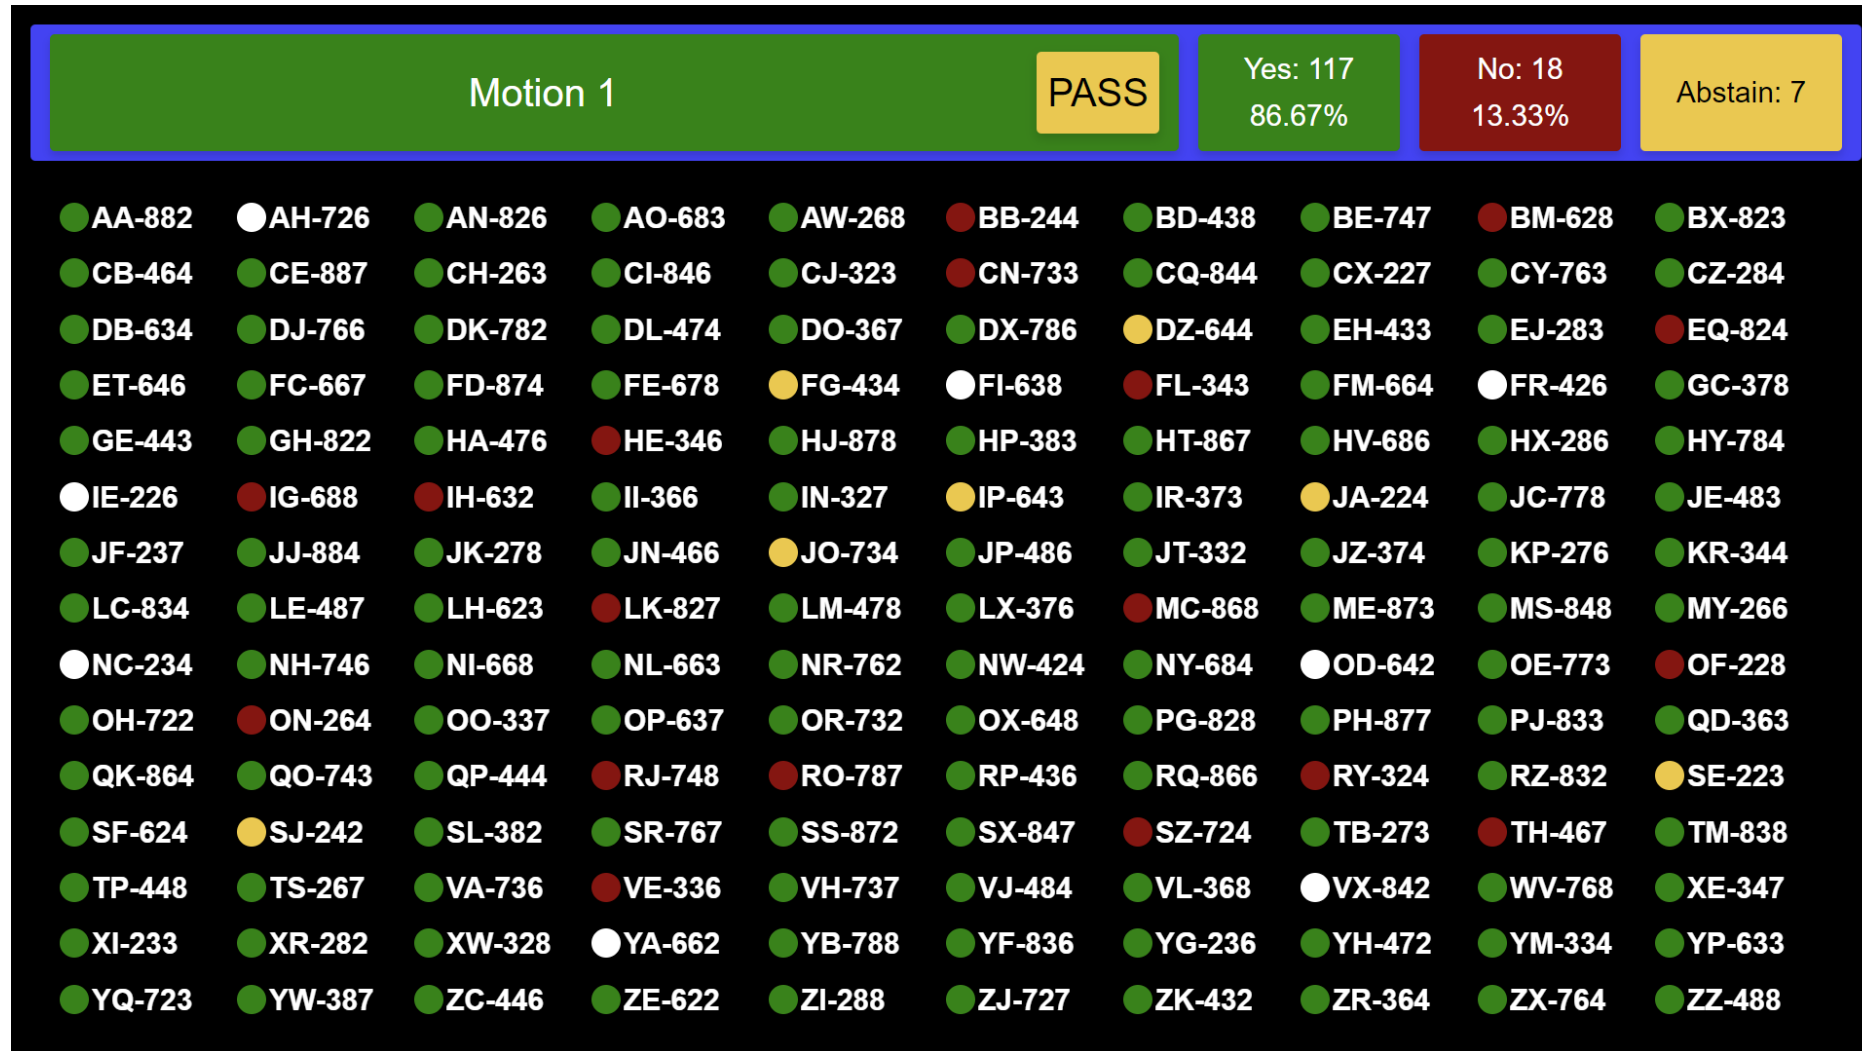 Motion 1 PASS Yes: 117 No: 18 Abstain: 7
86.67% 13.33%
AA-882 AH-726 AN-826 AO-683 AW-268 BB-244 BD-438 BE-747 BM-628 BX-823
CB-464 CE-887 CH-263 CI-846 CJ-323 CN-733 CQ-844 CX-227 CY-763 CZ-284
DB-634 DJ-766 DK-782 DL-474 DO-367 DX-786 DZ-644 EH-433 EJ-283 EQ-824
ET-646 FC-667 FD-874 FE-678 FG-434 FI-638 FL-343 FM-664 FR-426 GC-378
GE-443 GH-822 HA-476 HE-346 HJ-878 HP-383 HT-867 HV-686 HX-286 HY-784
IE-226 IG-688 IH-632 II-366 IN-327 IP-643 IR-373 JA-224 JC-778 JE-483
JF-237 JJ-884 JK-278 JN-466 JO-734 JP-486 JT-332 JZ-374 KP-276 KR-344
LC-834 LE-487 LH-623 LK-827 LM-478 LX-376 MC-868 ME-873 MS-848 MY-266
NC-234 NH-746 NI-668 NL-663 NR-762 NW-424 NY-684 OD-642 OE-773 OF-228
OH-722 ON-264 OO-337 OP-637 OR-732 OX-648 PG-828 PH-877 PJ-833 QD-363
QK-864 QO-743 QP-444 RJ-748 RO-787 RP-436 RQ-866 RY-324 RZ-832 SE-223
SF-624 SJ-242 SL-382 SR-767 SS-872 SX-847 SZ-724 TB-273 TH-467 TM-838
TP-448 TS-267 VA-736 VE-336 VH-737 VJ-484 VL-368 VX-842 WV-768 XE-347
XI-233 XR-282 XW-328 YA-662 YB-788 YF-836 YG-236 YH-472 YM-334 YP-633
YQ-723 YW-387 ZC-446 ZE-622 ZI-288 ZJ-727 ZK-432 ZR-364 ZX-764 ZZ-488